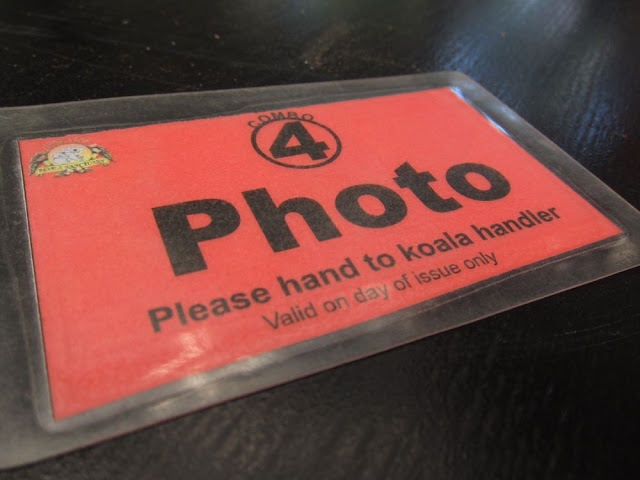 COMBO
4
Photo
Please hand to koala handler
Valid on day of issue only